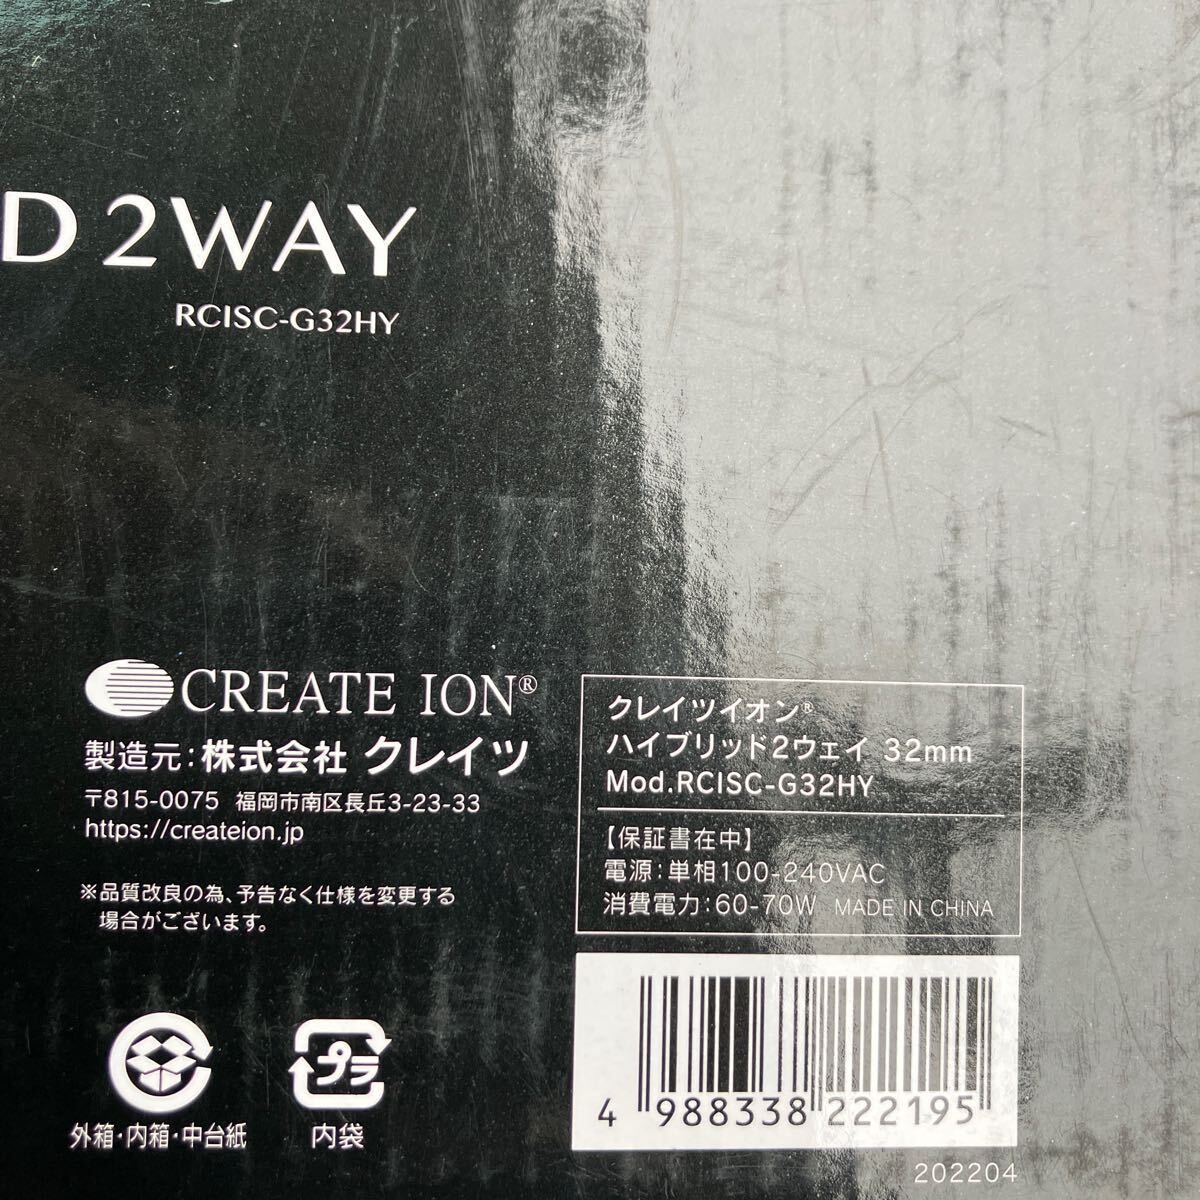 D 2WAY
RCISC-G32HY
CREATE ION®
製造元:株式会社 クレイツ
〒815-0075 福岡市南区長丘3-23-33
https://createion.jp
※品質改良の為、予告なく仕様を変更する
場合がございます。
プラ
外箱・内箱・中台紙
内袋
クレイツイオン®
ハイブリッド2ウェイ 32mm
Mod.RCISC-G32HY
【保証書在中】
電源:単相100-240VAC
消費電力:60-70W MADE IN CHINA
4 988338 222195
202204